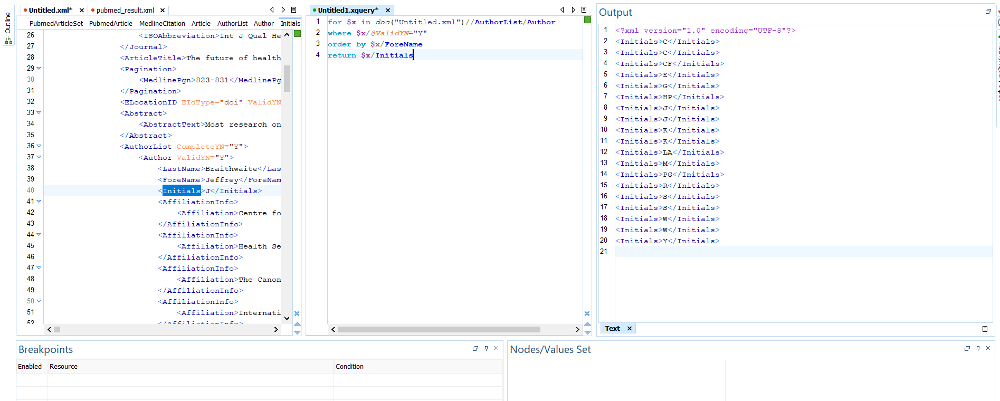 Outline
Untitled.xml*
pubmed_result.xml
PubmedArticleSet PubmedArticle MedlineCitation Article AuthorList Author Initials
26 <ISOAbbreviation>Int J Qual He
27 </Journal>
28 <ArticleTitle>The future of health
29 <Pagination>
30 <MedlinePgn>823-831</MedlinePg
31 </Pagination>
32 <ELocationID EIdType="doi" ValidYN
33 <Abstract>
34 <AbstractText>Most research on
35 </Abstract>
36 <AuthorList CompleteYN="Y">
37 <Author ValidYN="Y">
38 <LastName>Braithwaite</Las
39 <ForeName>Jeffrey</ForeNam
40 <Initials>J</Initials>
41 <AffiliationInfo>
42 <Affiliation>Centre fo
43 </AffiliationInfo>
44 <AffiliationInfo>
45 <Affiliation>Health Se
46 </AffiliationInfo>
47 <AffiliationInfo>
48 <Affiliation>The Canon
49 </AffiliationInfo>
50 <AffiliationInfo>
51 <Affiliation>Internati
52 </AffiliationInfo>
Untitled1.xquery*
1 for $x in doc("Untitled.xml")//AuthorList/Author
2 where $x/@ValidYN="Y"
3 order by $x/ForeName
4 return $x/Initials
Output
1 <?xml version="1.0" encoding="UTF-8"?>
2 <Initials>C</Initials>
3 <Initials>C</Initials>
4 <Initials>CF</Initials>
5 <Initials>E</Initials>
6 <Initials>G</Initials>
7 <Initials>HP</Initials>
8 <Initials>J</Initials>
9 <Initials>J</Initials>
10 <Initials>K</Initials>
11 <Initials>K</Initials>
12 <Initials>LA</Initials>
13 <Initials>M</Initials>
14 <Initials>PG</Initials>
15 <Initials>R</Initials>
16 <Initials>S</Initials>
17 <Initials>S</Initials>
18 <Initials>W</Initials>
19 <Initials>W</Initials>
20 <Initials>Y</Initials>
21
Text
Breakpoints
Enabled Resource Condition
Nodes/Values Set